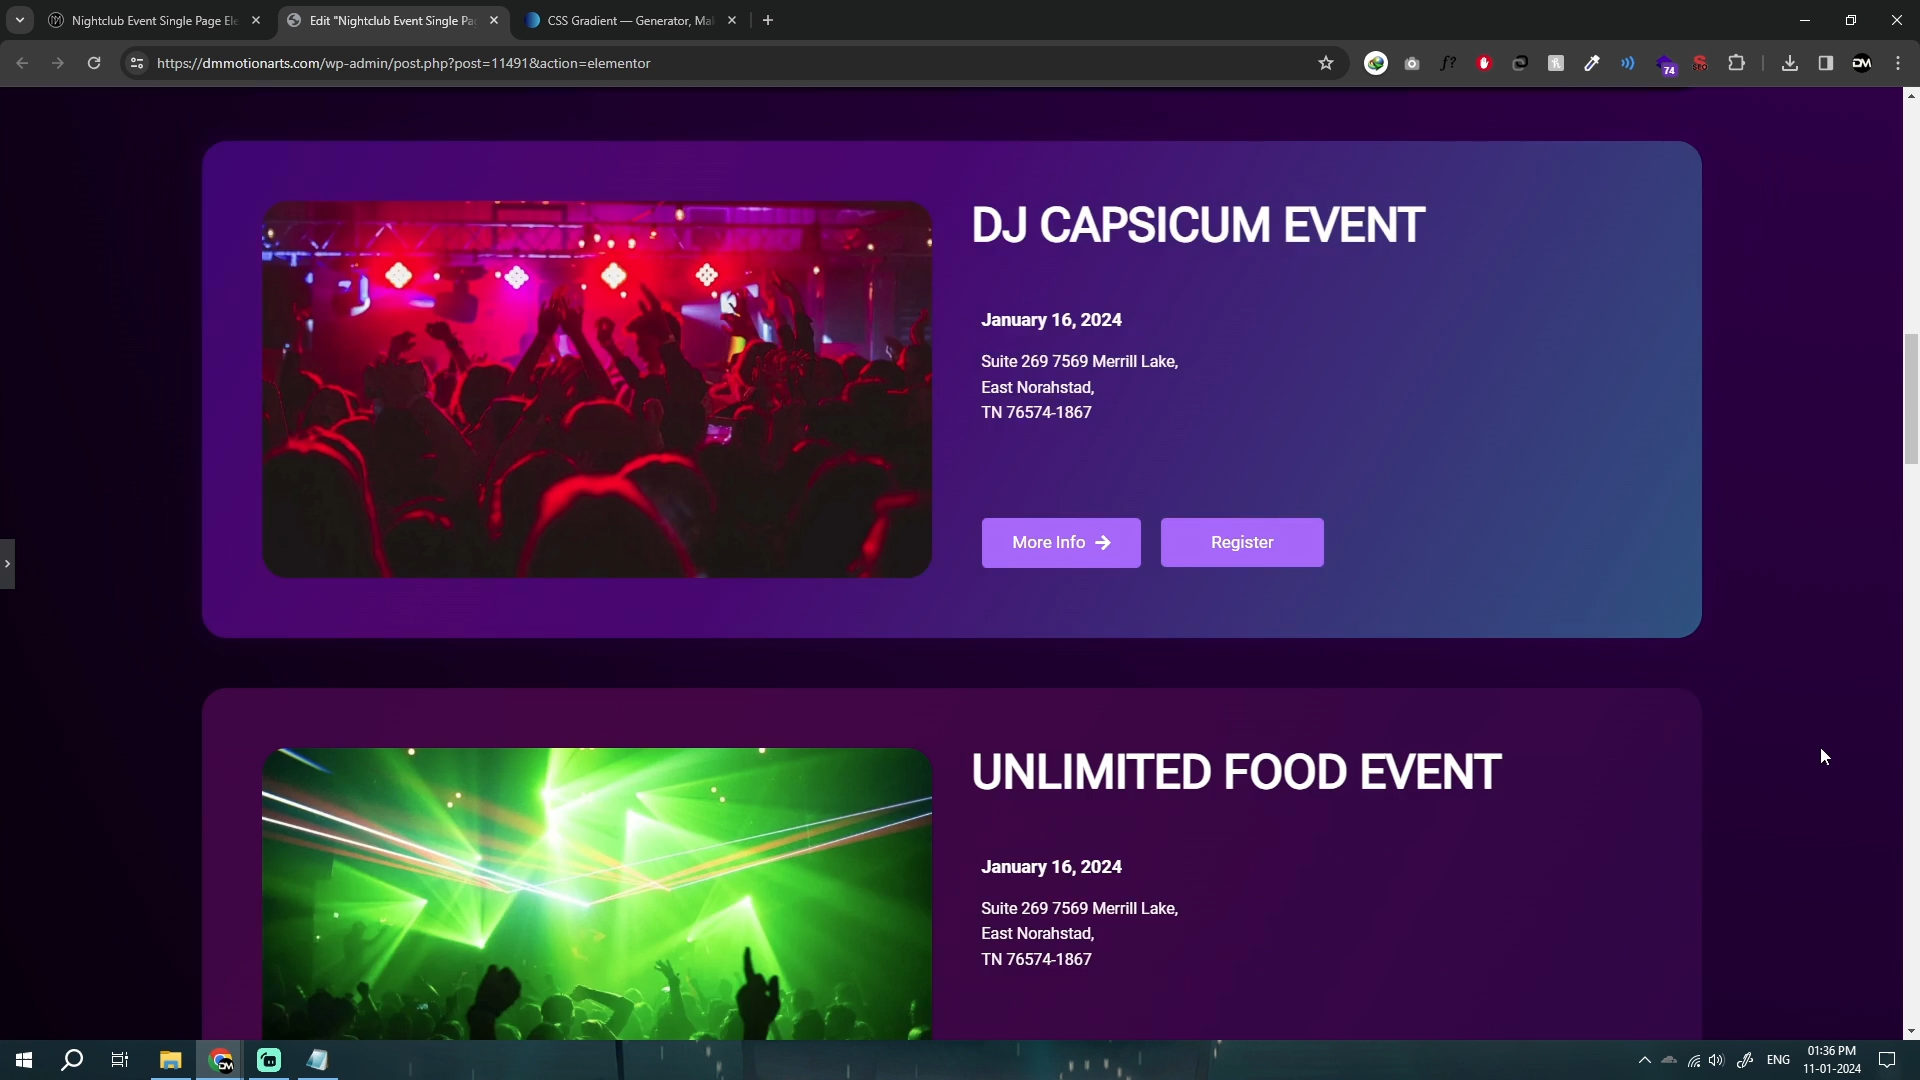 Nightclub Event Single Page El
Edit "Nightclub Event Single Pa
CSS Gradient — Generator, Ma
https://dmmotionarts.com/wp-admin/post.php?post=11491&action=elementor
f?
74
DM
DJ CAPSICUM EVENT
January 16, 2024
Suite 269 7569 Merrill Lake,
East Norahstad,
TN 76574-1867
More Info
Register
UNLIMITED FOOD EVENT
January 16, 2024
Suite 269 7569 Merrill Lake,
East Norahstad,
TN 76574-1867
ENG
01:36 PM
11-01-2024